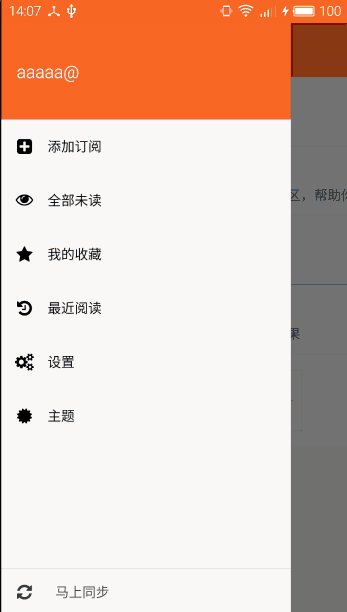 14:07 100
aaaaa@
添加订阅
全部未读
区，帮助
我的收藏
最近阅读
果
设置
主题
马上同步